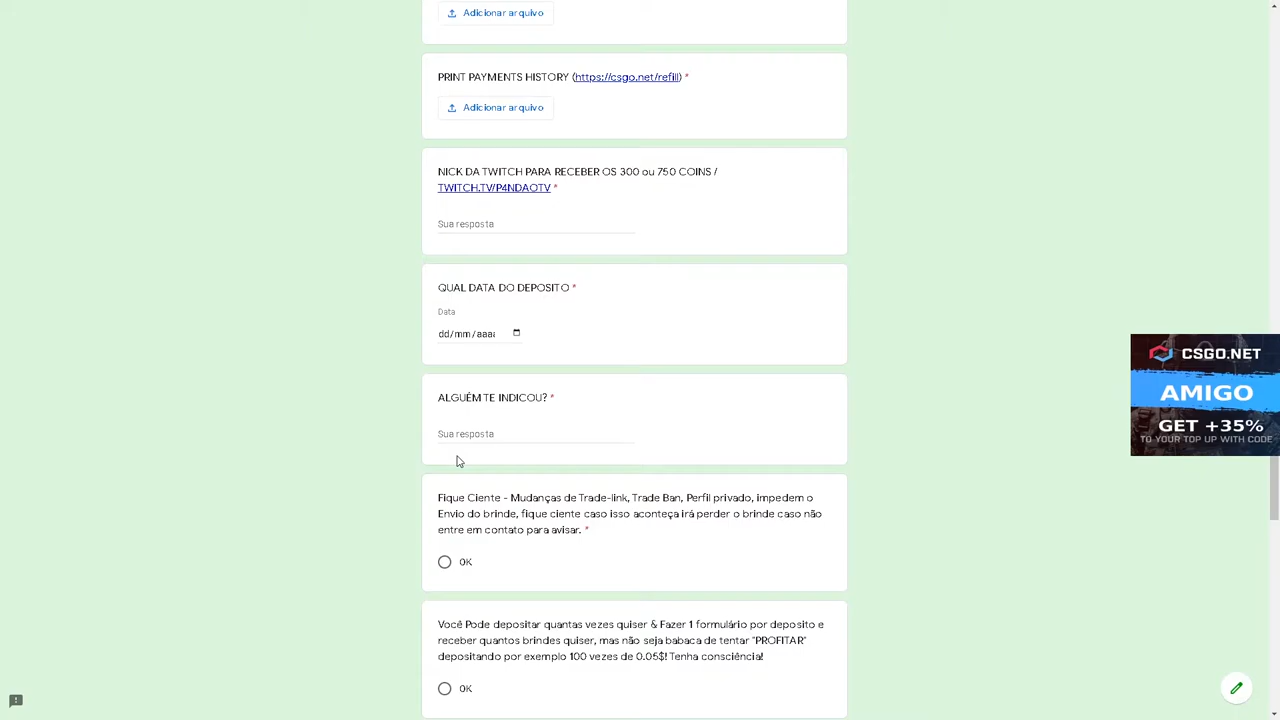 Adicionar arquivo
PRINT PAYMENTS HISTORY (https://csgo.net/refill) *
Adicionar arquivo
NICK DA TWITCH PARA RECEBER OS 300 ou 750 COINS /
TWITCH.TV/P4NDAOTV *
Sua resposta
QUAL DATA DO DEPOSITO *
Data
dd/mm/aaaa
ALGUÉM TE INDICOU? *
Sua resposta
CSGO.NET
AMIGO
GET +35%
TO YOUR TOP UP WITH CODE
Fique Ciente - Mudanças de Trade-link, Trade Ban, Perfil privado, impedem o
Envio do brinde, fique ciente caso isso aconteça irá perder o brinde caso não
entre em contato para avisar. *
OK
Você Pode depositar quantas vezes quiser & Fazer 1 formulário por deposito e
receber quantos brindes quiser, mas não seja babaca de tentar "PROFITAR"
depositando por exemplo 100 vezes de 0.05$! Tenha consciência!
OK